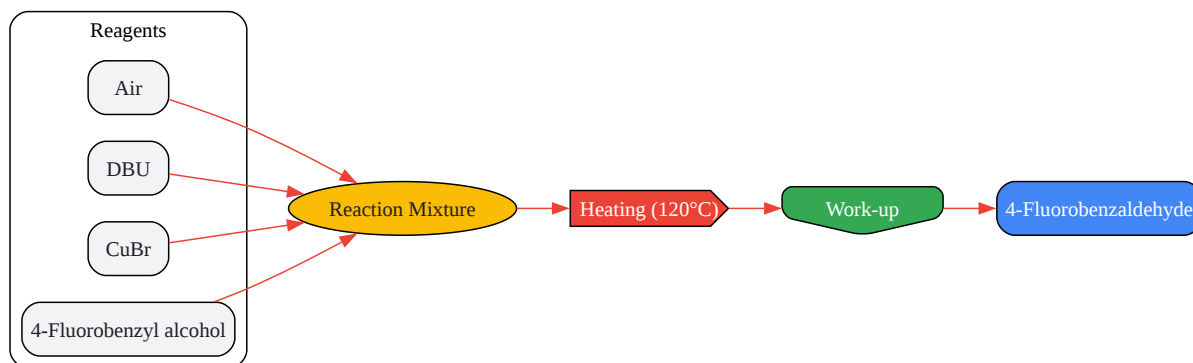 Reagents
Air
DBU
CuBr
4-Fluorobenzyl alcohol
Reaction Mixture
Heating (120°C)
Work-up
4-Fluorobenzaldehyde